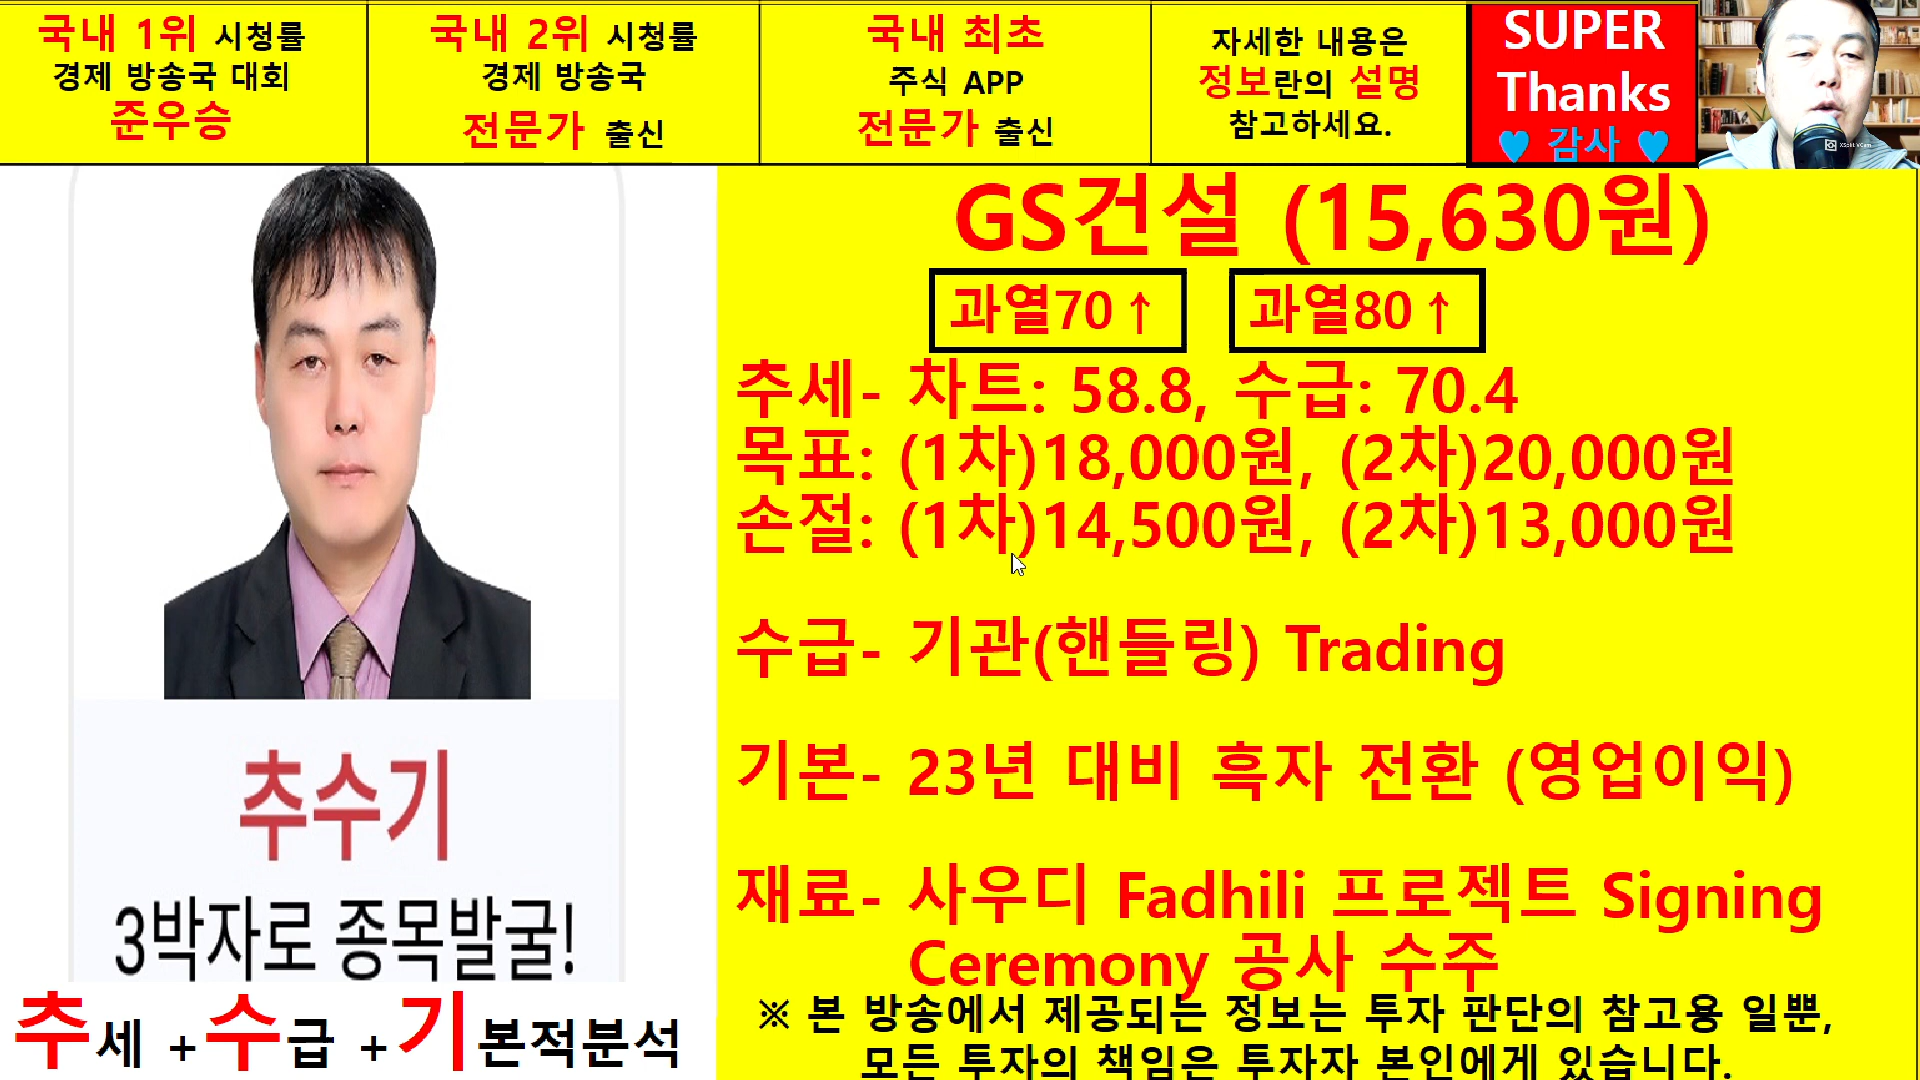 국내 1위 시청률
경제 방송국 대회
준우승
국내 2위 시청률
경제 방송국
전문가 출신
국내 최초
주식 APP
전문가 출신
자세한 내용은
정보란의 설명
참고하세요.
SUPER
Thanks
♥ 감사 ♥
XSplit VCam
GS건설 (15,630원)
과열70↑ 과열80↑
추세- 차트: 58.8, 수급: 70.4
목표: (1차)18,000원, (2차)20,000원
손절: (1차)14,500원, (2차)13,000원
수급- 기관(핸들링) Trading
기본- 23년 대비 흑자 전환 (영업이익)
재료- 사우디 Fadhili 프로젝트 Signing
Ceremony 공사 수주
※ 본 방송에서 제공되는 정보는 투자 판단의 참고용 일뿐,
모든 투자의 책임은 투자자 본인에게 있습니다.
추수기
3박자로 종목발굴!
추세 +수급 +기본적분석